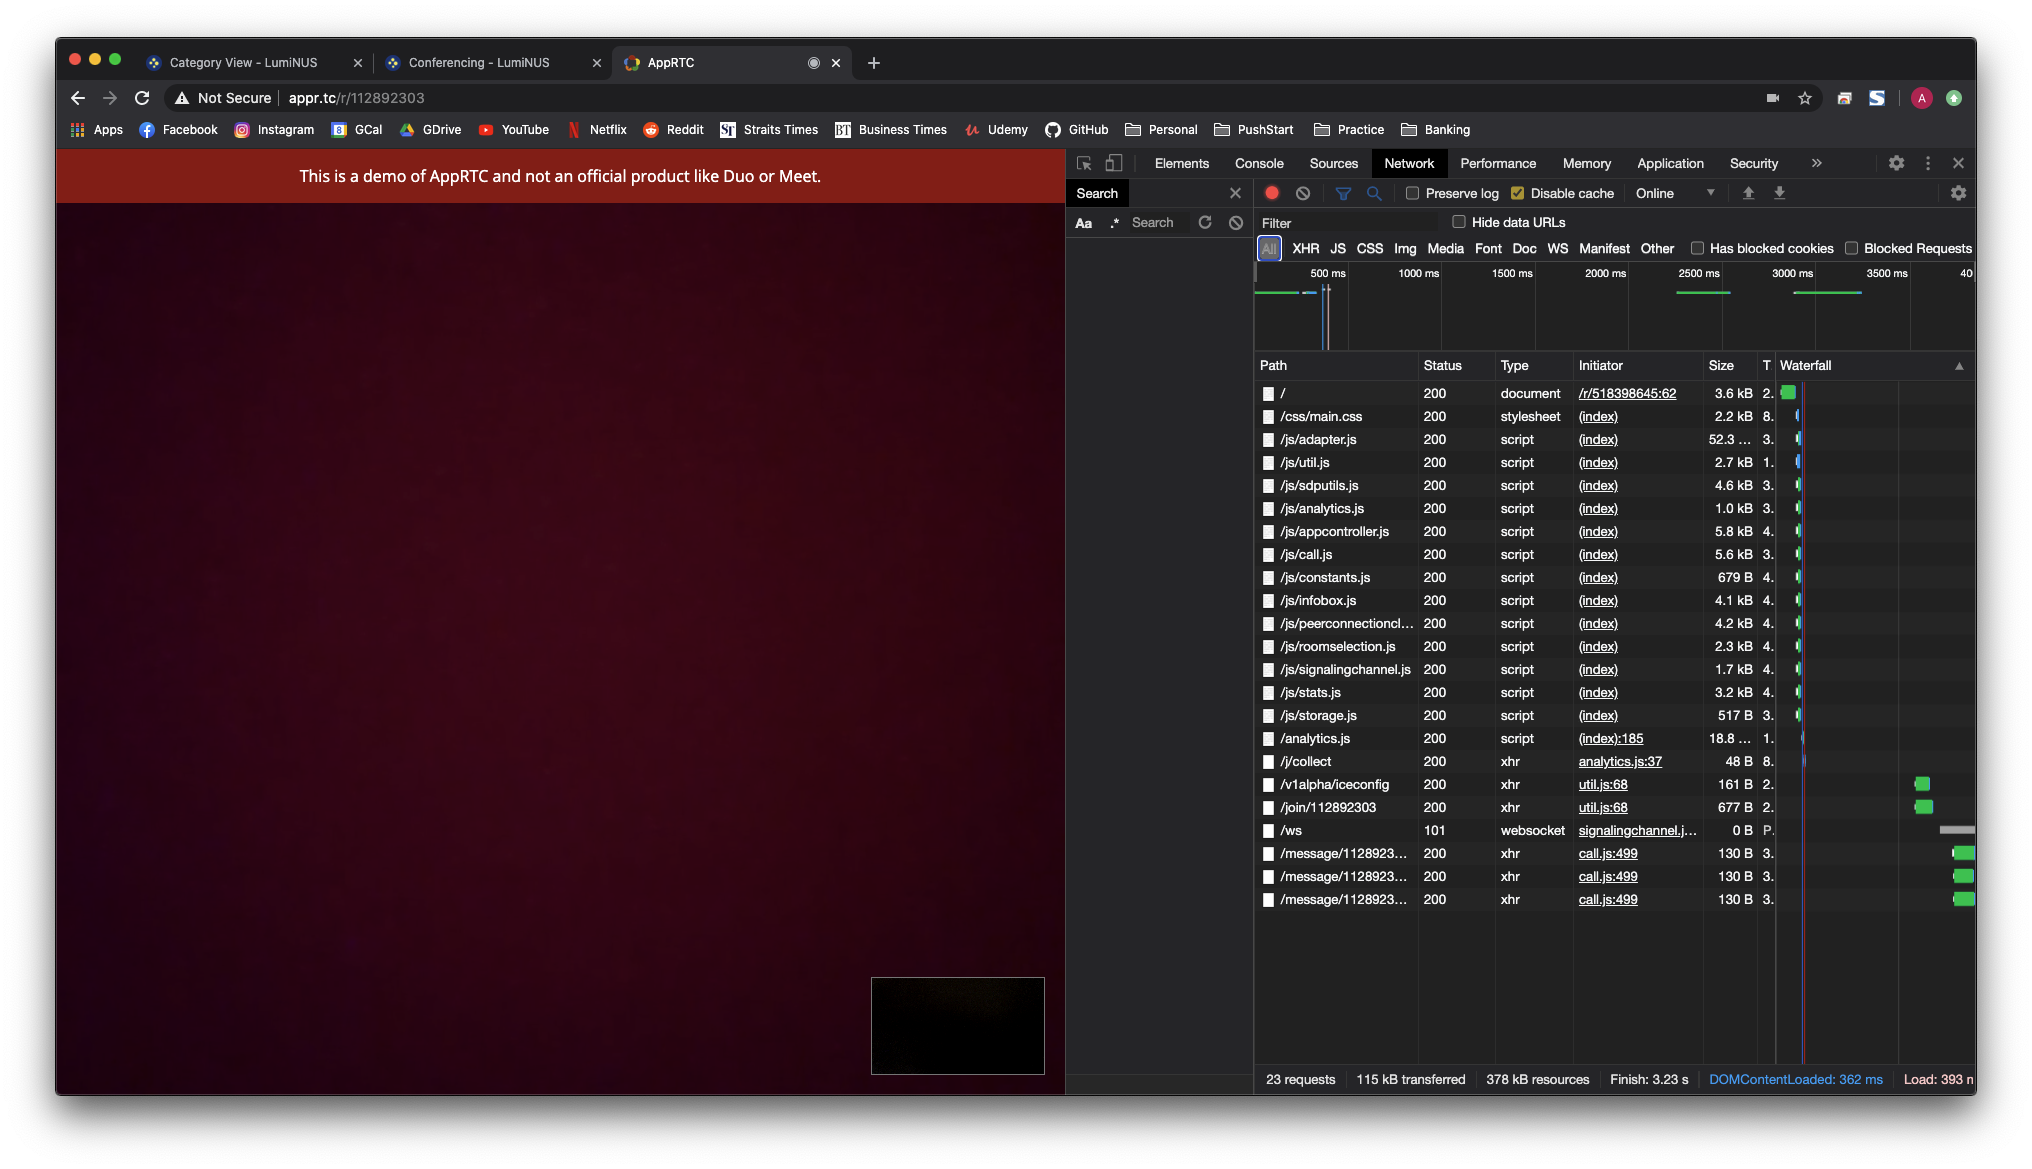 Category View - LumiNUS
Conferencing - LumiNUS
AppRTC
Not Secure appr.tc/r/112892303
A
Apps Facebook Instagram GCal GDrive YouTube Netflix Reddit Straits Times Business Times Udemy GitHub Personal PushStart Practice Banking
This is a demo of AppRTC and not an official product like Duo or Meet.
Elements Console Sources Network Performance Memory Application Security »
Search
Preserve log Disable cache Online
Aa .* Search
Filter Hide data URLs
All XHR JS CSS Img Media Font Doc WS Manifest Other Has blocked cookies Blocked Requests
500 ms 1000 ms 1500 ms 2000 ms 2500 ms 3000 ms 3500 ms 40
Path Status Type Initiator Size T Waterfall
/ 200 document /r/518398645:62 3.6 kB 2.
/css/main.css 200 stylesheet (index) 2.2 kB 8.
/js/adapter.js 200 script (index) 52.3 ... 3.
/js/util.js 200 script (index) 2.7 kB 1.
/js/sdputils.js 200 script (index) 4.6 kB 3.
/js/analytics.js 200 script (index) 1.0 kB 3.
/js/appcontroller.js 200 script (index) 5.8 kB 4.
/js/call.js 200 script (index) 5.6 kB 3.
/js/constants.js 200 script (index) 679 B 4.
/js/infobox.js 200 script (index) 4.1 kB 4.
/js/peerconnectioncl... 200 script (index) 4.2 kB 4.
/js/roomselection.js 200 script (index) 2.3 kB 4.
/js/signalingchannel.js 200 script (index) 1.7 kB 4.
/js/stats.js 200 script (index) 3.2 kB 4.
/js/storage.js 200 script (index) 517 B 3.
/analytics.js 200 script (index):185 18.8 ... 1.
/j/collect 200 xhr analytics.js:37 48 B 8.
/v1alpha/iceconfig 200 xhr util.js:68 161 B 2.
/join/112892303 200 xhr util.js:68 677 B 2.
/ws 101 websocket signalingchannel.j... 0 B P.
/message/1128923... 200 xhr call.js:499 130 B 3.
/message/1128923... 200 xhr call.js:499 130 B 3.
/message/1128923... 200 xhr call.js:499 130 B 3.
23 requests 115 kB transferred 378 kB resources Finish: 3.23 s DOMContentLoaded: 362 ms Load: 393 m